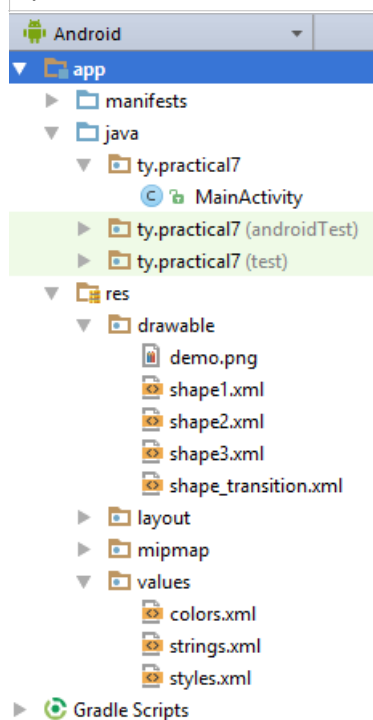 Android
app
manifests
java
ty.practical7
C MainActivity
ty.practical7 (androidTest)
ty.practical7 (test)
res
drawable
demo.png
shape1.xml
shape2.xml
shape3.xml
shape_transition.xml
layout
mipmap
values
colors.xml
strings.xml
styles.xml
Gradle Scripts